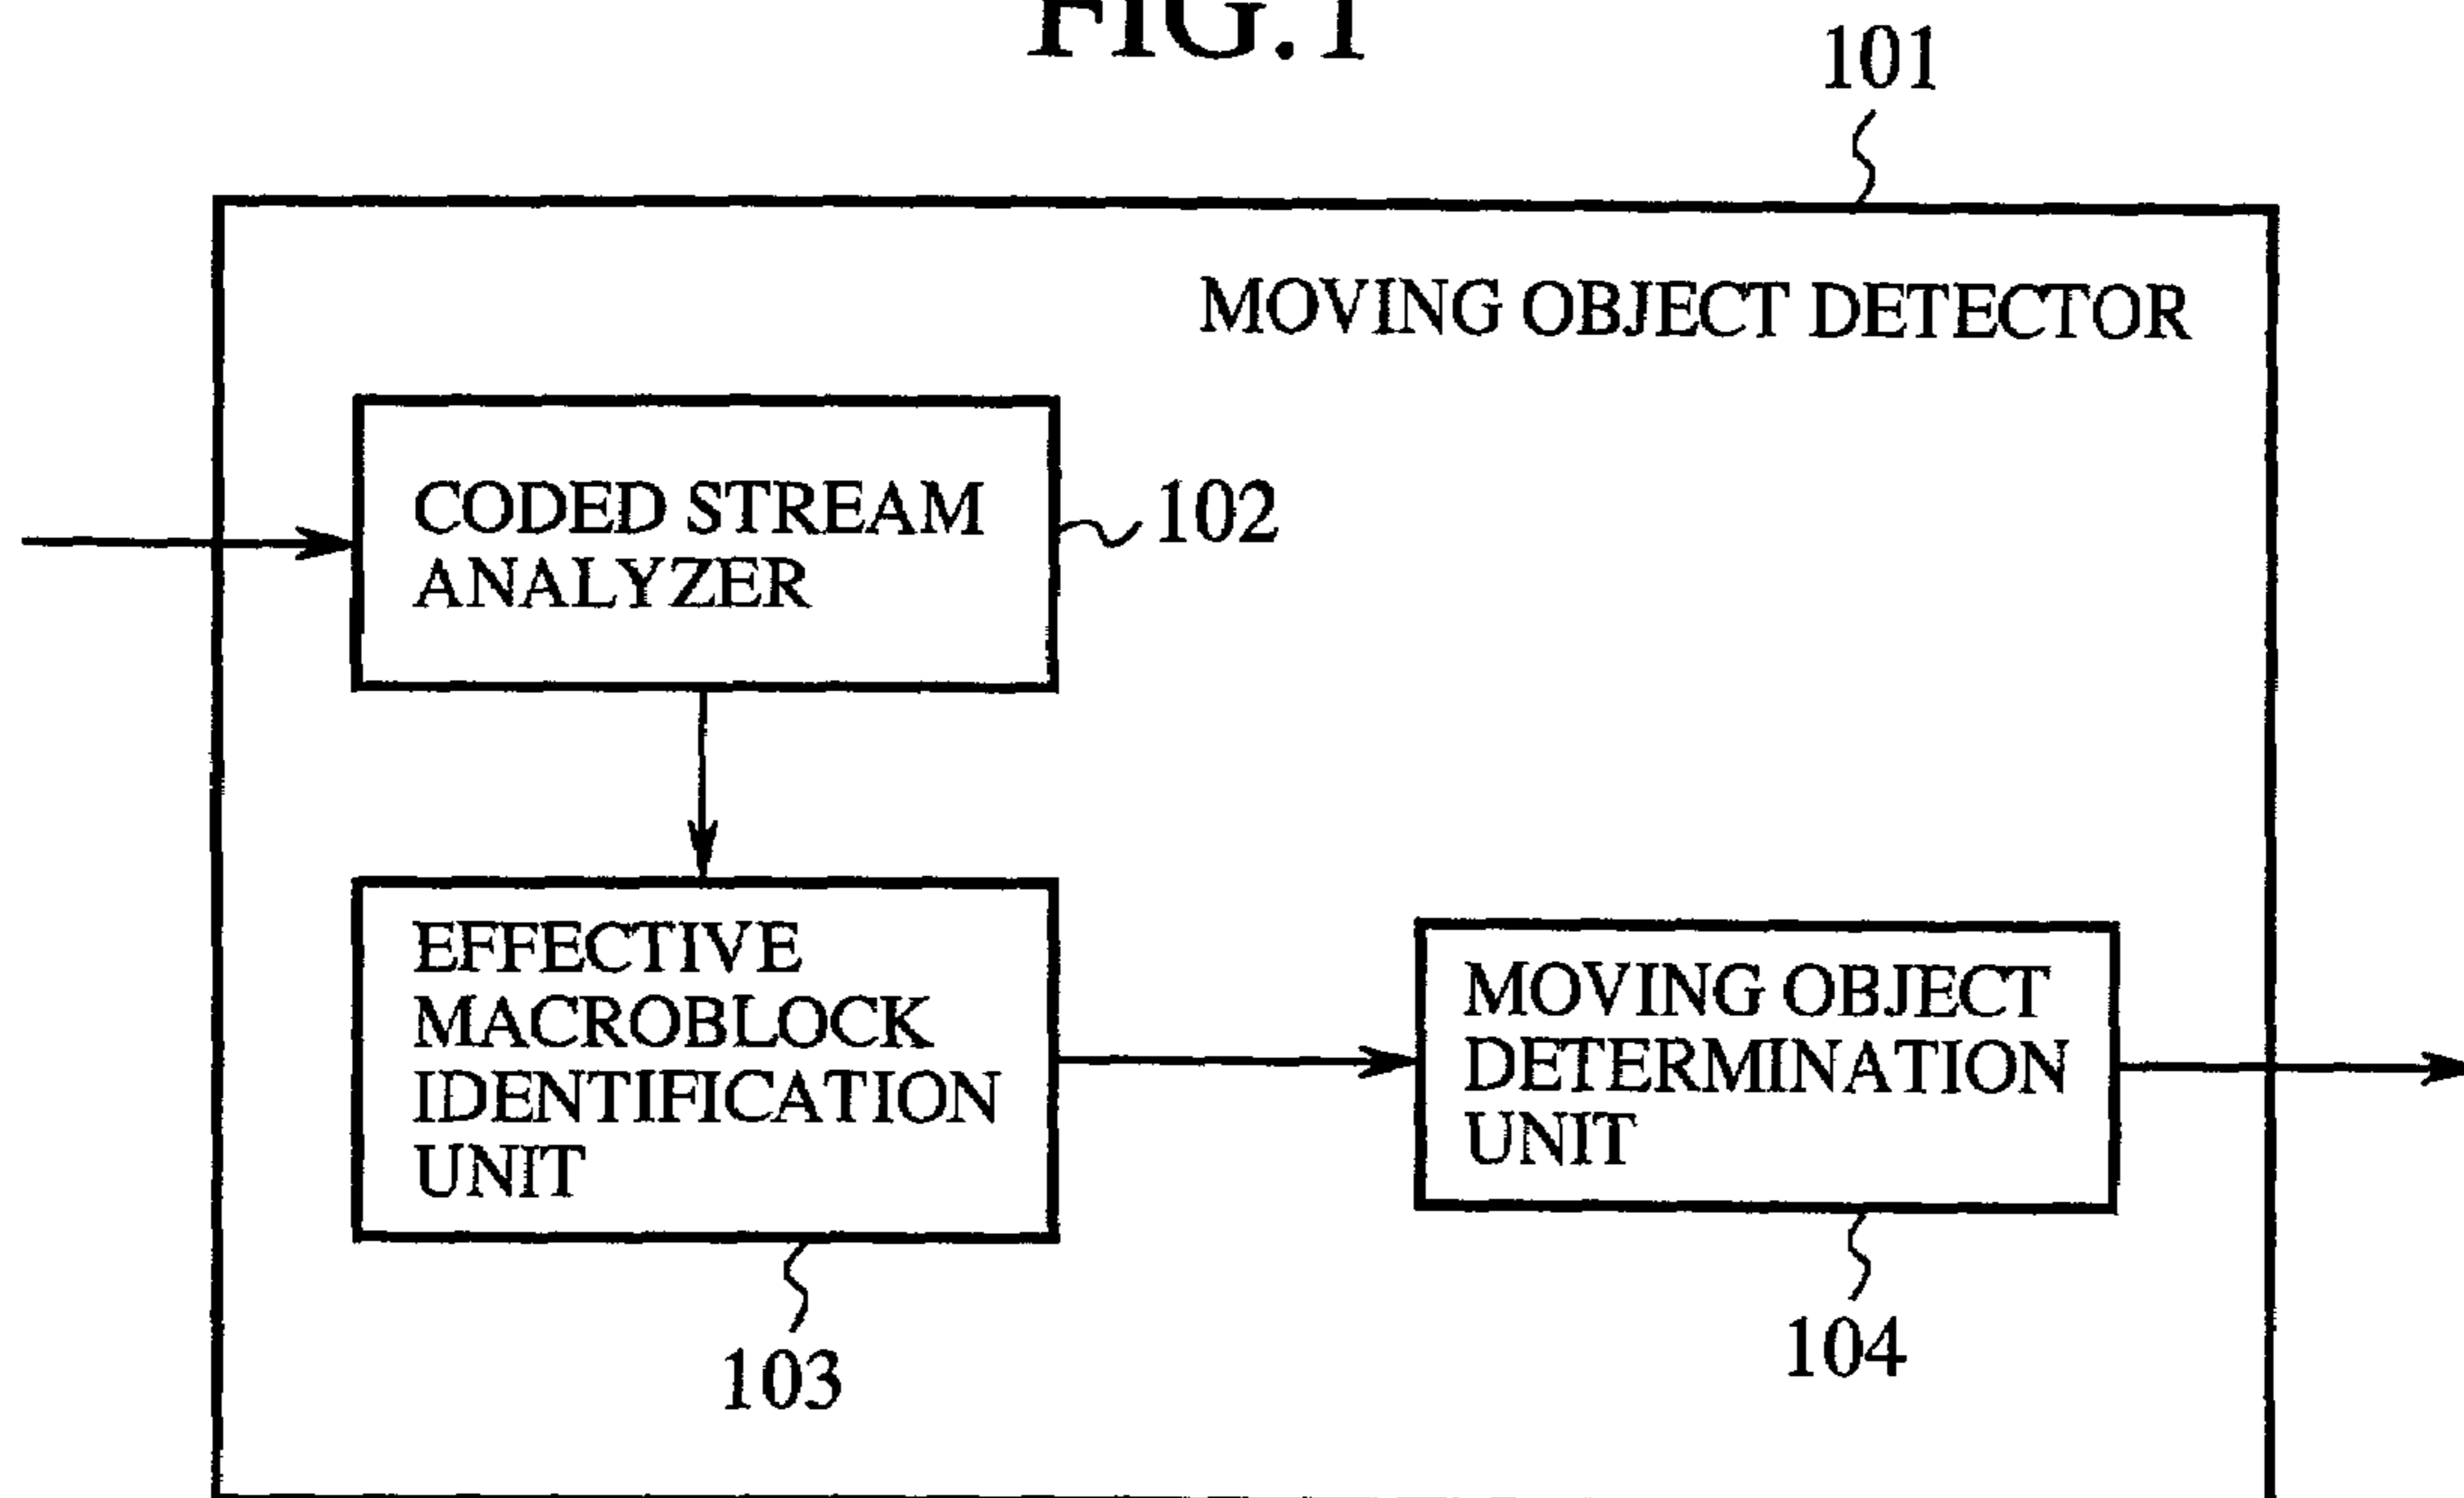 FIG.1
101
MOVING OBJECT DETECTOR
CODED STREAM
ANALYZER
102
EFFECTIVE
MACROBLOCK
IDENTIFICATION
UNIT
103
MOVING OBJECT
DETERMINATION
UNIT
104